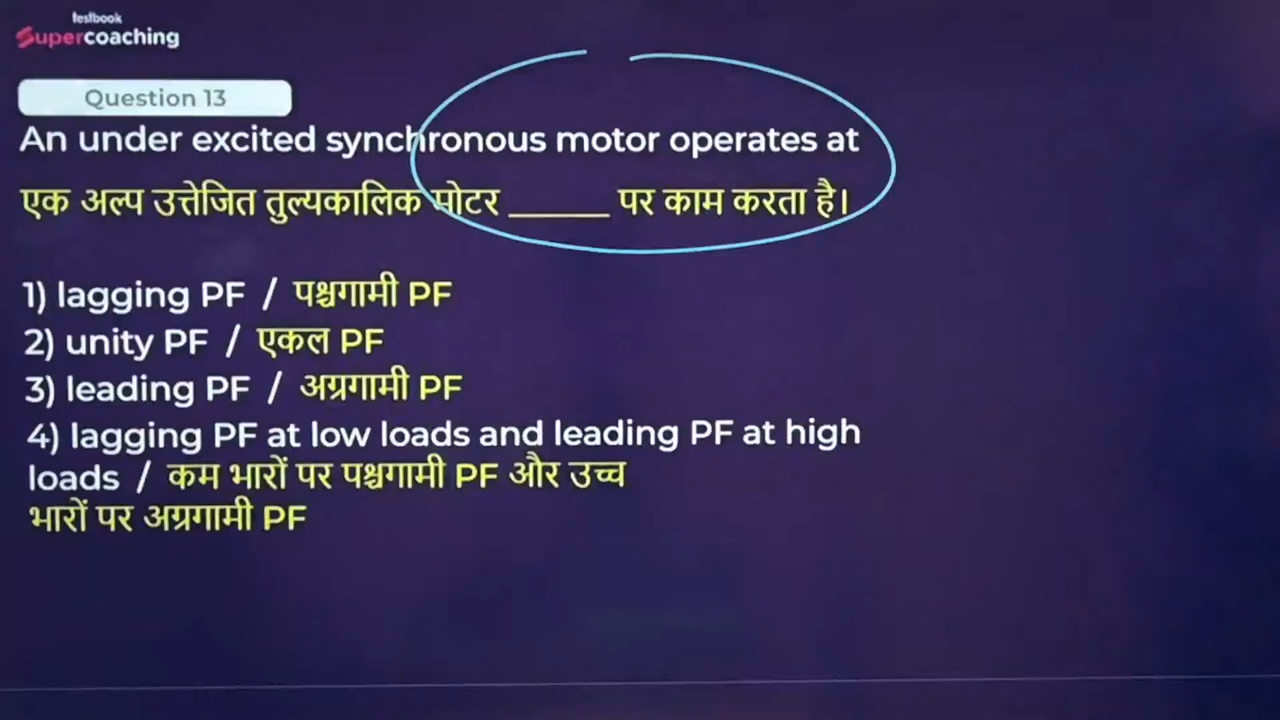 testbook
Supercoaching
Question 13
An under excited synchronous motor operates at
एक अल्प उत्तेजित तुल्यकालिक मोटर ______ पर काम करता है।
1) lagging PF / पश्चगामी PF
2) unity PF / एकल PF
3) leading PF / अग्रगामी PF
4) lagging PF at low loads and leading PF at high
loads / कम भारों पर पश्चगामी PF और उच्च
भारों पर अग्रगामी PF